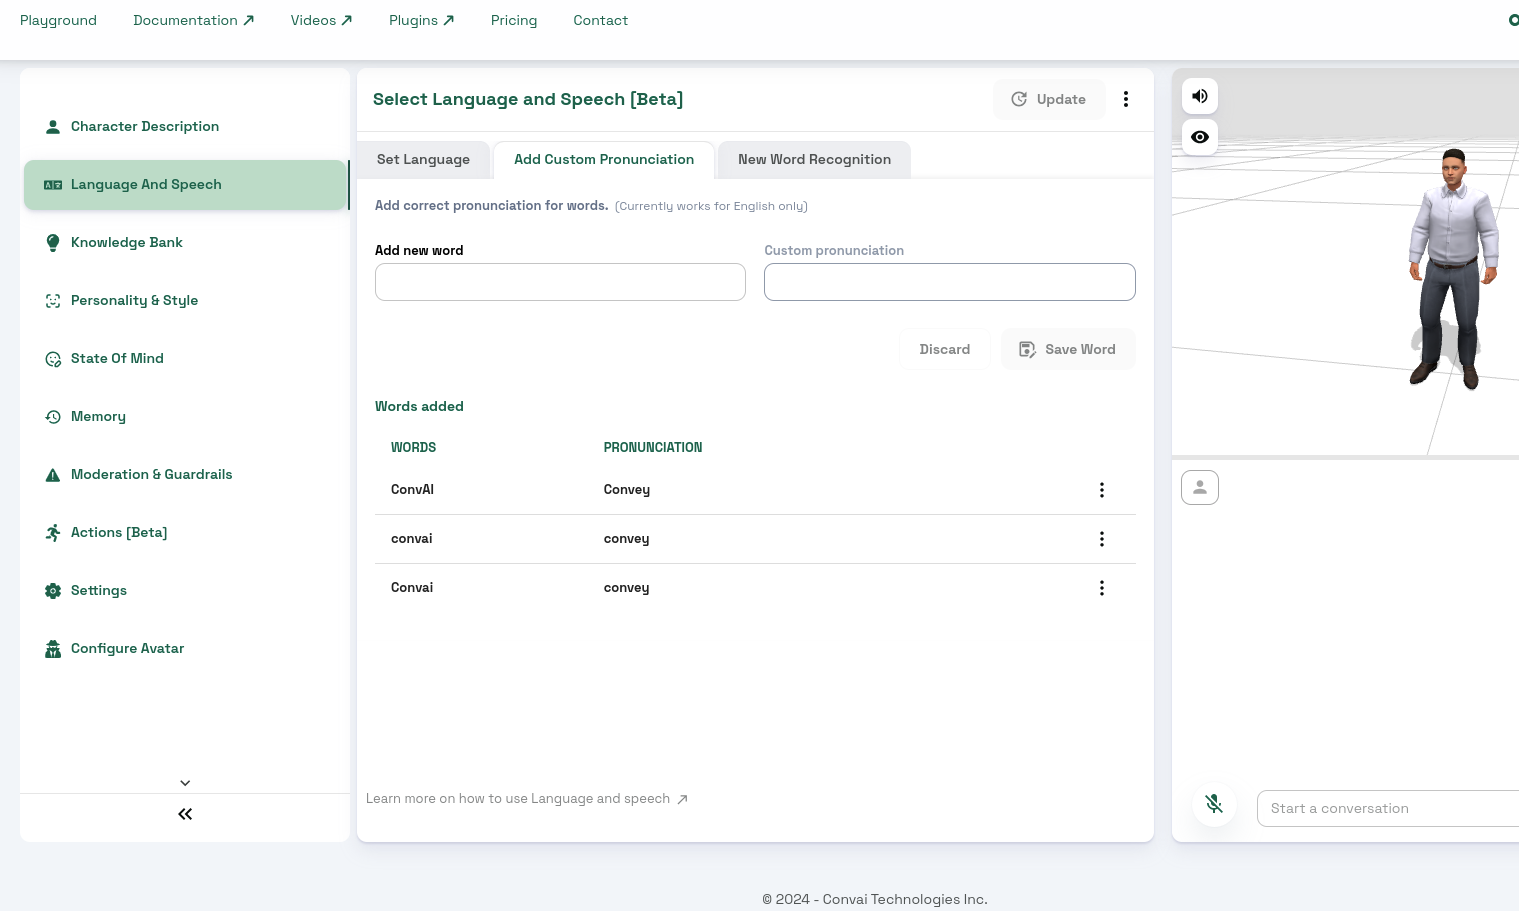 Playground
Documentation
Videos
Plugins
Pricing
Contact
Character Description
Language And Speech
Knowledge Bank
Personality & Style
State Of Mind
Memory
Moderation & Guardrails
Actions [Beta]
Settings
Configure Avatar
Select Language and Speech [Beta]
Update
Set Language
Add Custom Pronunciation
New Word Recognition
Add correct pronunciation for words. (Currently works for English only)
Add new word
Custom pronunciation
Discard
Save Word
Words added
WORDS PRONUNCIATION
ConvAI Convey
convai convey
Convai convey
Learn more on how to use Language and speech
Start a conversation
© 2024 - Convai Technologies Inc.